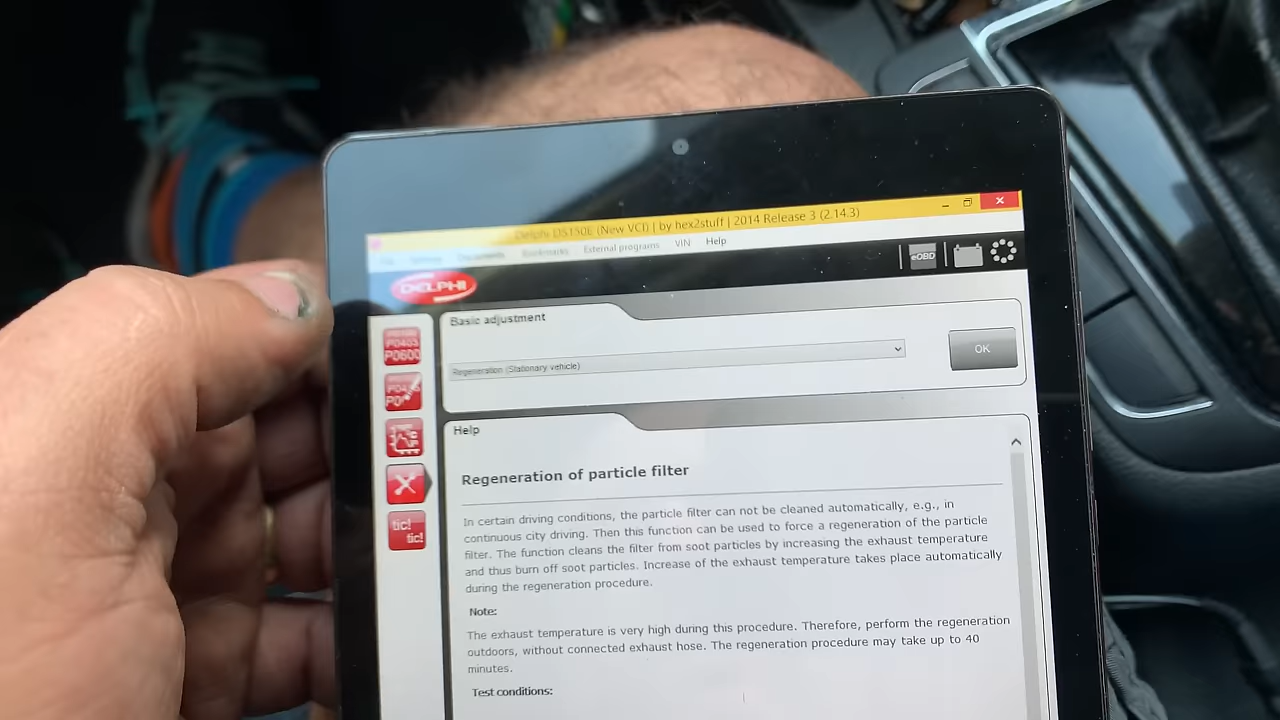 Delphi DS150E (New VCI) | by hex2stuff | 2014 Release 3 (2.14.3)
Bookmarks External programs VIN Help
eOBD
DELPHI
Basic adjustment
P0403
P0600
Regeneration (Stationary vehicle)
OK
Help
Regeneration of particle filter
In certain driving conditions, the particle filter can not be cleaned automatically, e.g., in
continuous city driving. Then this function can be used to force a regeneration of the particle
filter. The function cleans the filter from soot particles by increasing the exhaust temperature
and thus burn off soot particles. Increase of the exhaust temperature takes place automatically
during the regeneration procedure.
tic!
tic!
Note:
The exhaust temperature is very high during this procedure. Therefore, perform the regeneration
outdoors, without connected exhaust hose. The regeneration procedure may take up to 40
minutes.
Test conditions: